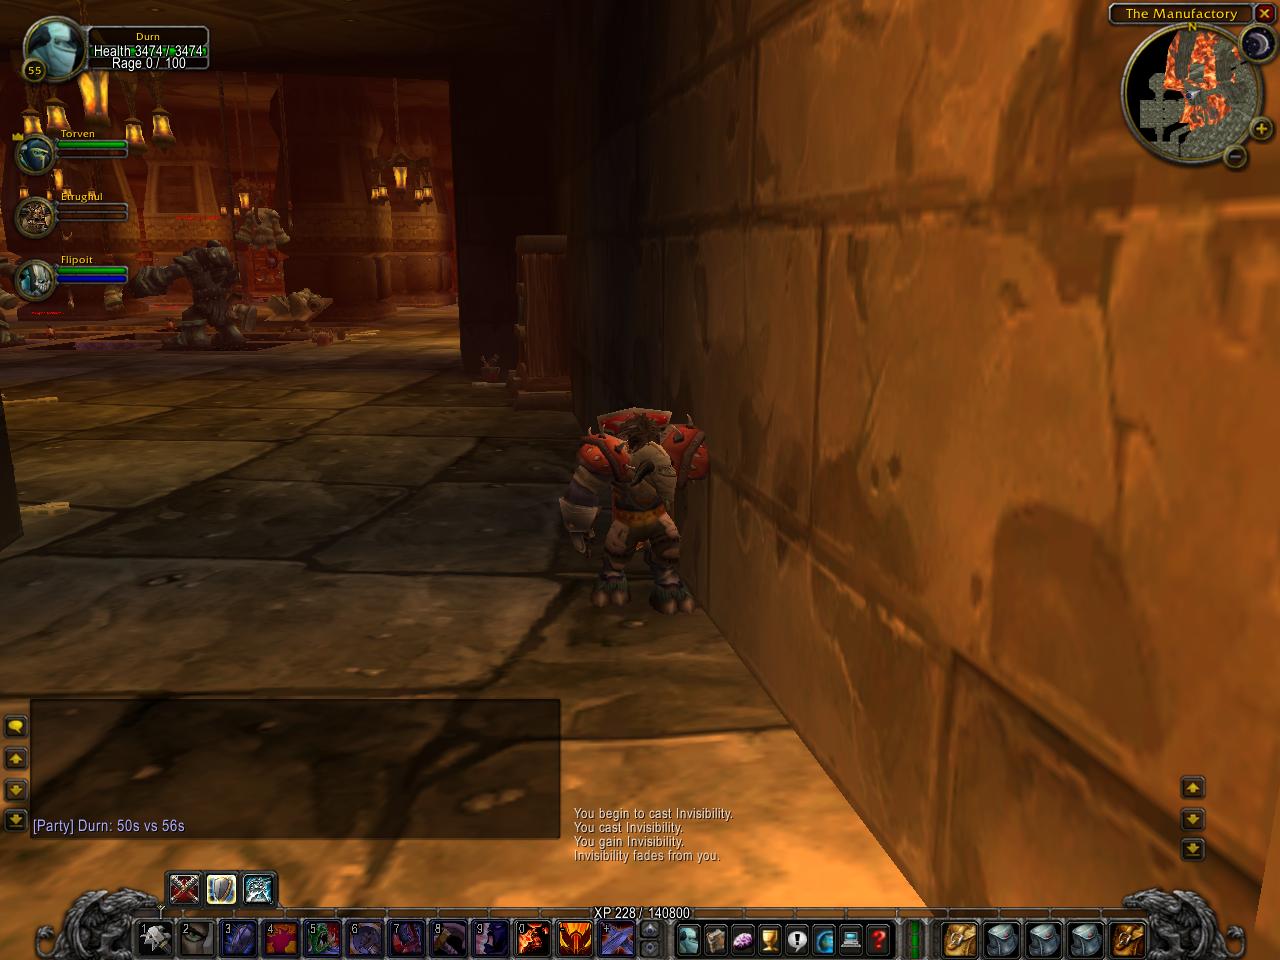 Durn
Health 3474 / 3474
Rage 0 / 100
55
Torven
Errughul
Flipoit
The Manufactory
N
[Party] Durn: 50s vs 56s
You begin to cast Invisibility.
You cast Invisibility.
You gain Invisibility.
Invisibility fades from you.
XP 228 / 140800
1 2 3 4 5 6 7 8 9